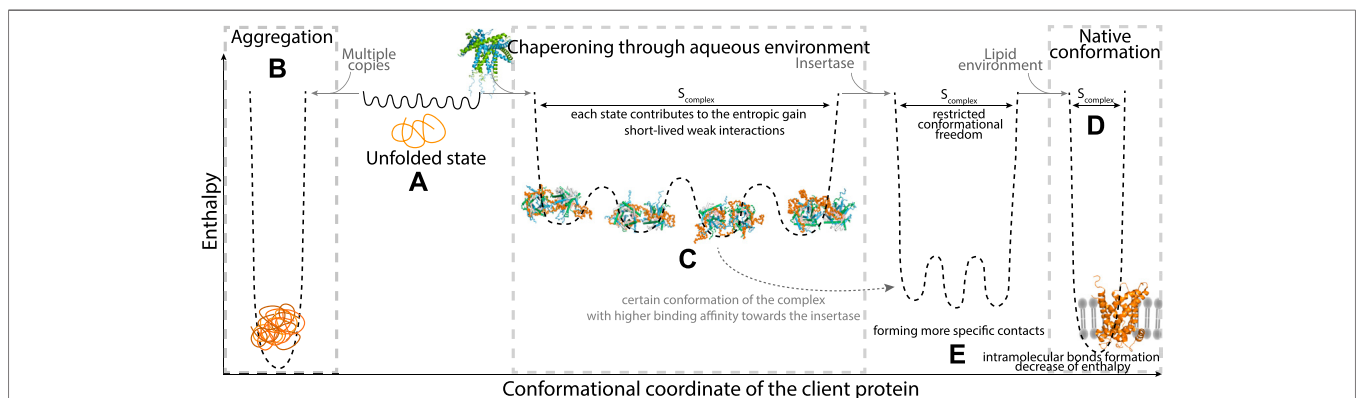 Aggregation
B
Multiple
copies
Unfolded state
A
Chaperoning through aqueous environment
Insertase
Scomplex
each state contributes to the entropic gain
short-lived weak interactions
C
certain conformation of the complex
with higher binding affinity towards the insertase
Scomplex
restricted
conformational
freedom
forming more specific contacts
E
Lipid
environment
Native
conformation
Scomplex
D
intramolecular bonds formation
decrease of enthalpy
Enthalpy
Conformational coordinate of the client protein